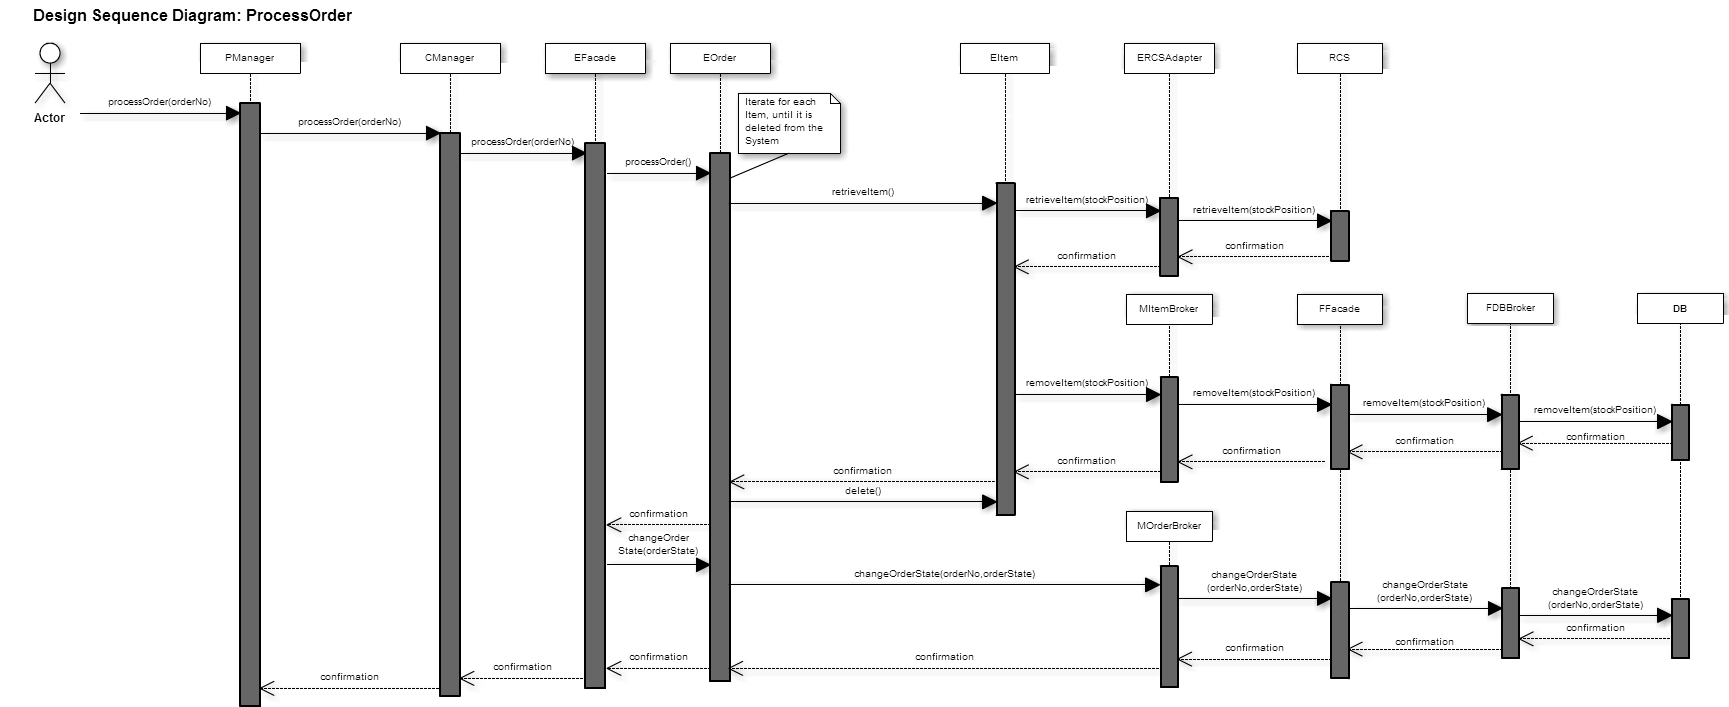 Design Sequence Diagram: ProcessOrder
PManager
CManager
EFacade
EOrder
EItem
ERCSAdapter
RCS
Actor
processOrder(orderNo)
processOrder(orderNo)
processOrder(orderNo)
processOrder()
Iterate for each
Item, until it is
deleted from the
System
retrieveItem()
retrieveItem(stockPosition)
retrieveItem(stockPosition)
confirmation
confirmation
MItemBroker
FFacade
FDBBroker
DB
removeItem(stockPosition)
removeItem(stockPosition)
removeItem(stockPosition)
removeItem(stockPosition)
confirmation
confirmation
confirmation
confirmation
confirmation
delete()
confirmation
MOrderBroker
changeOrder
State(orderState)
changeOrderState(orderNo,orderState)
changeOrderState
(orderNo,orderState)
changeOrderState
(orderNo,orderState)
changeOrderState
(orderNo,orderState)
confirmation
confirmation
confirmation
confirmation
confirmation
confirmation
confirmation